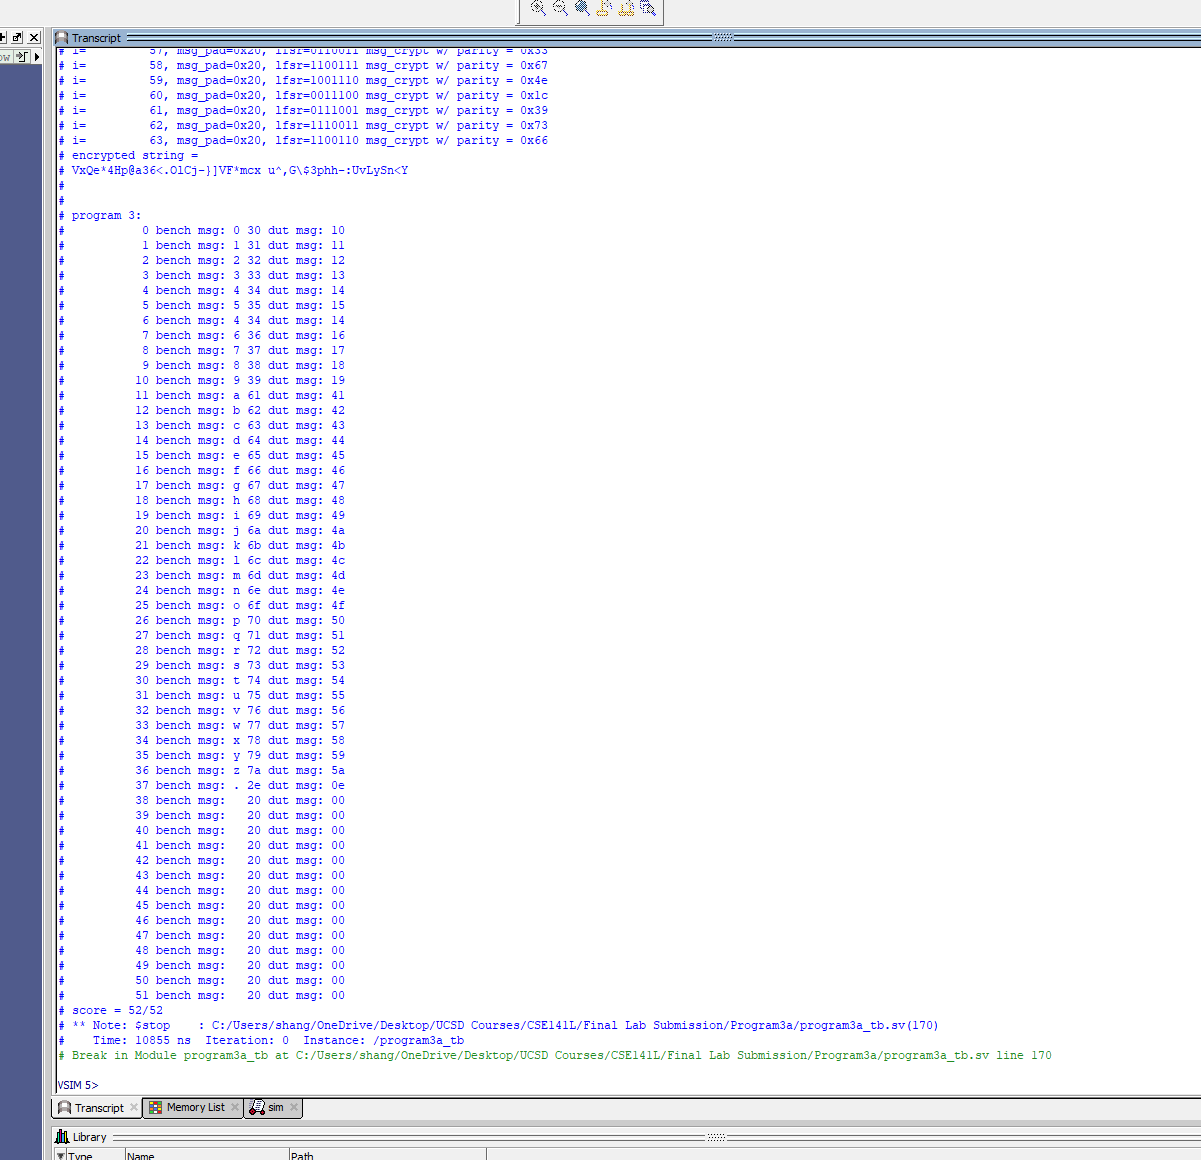 Transcript
# i=          57, msg_pad=0x20, lfsr=0110011 msg_crypt w/ parity = 0x33
# i=          58, msg_pad=0x20, lfsr=1100111 msg_crypt w/ parity = 0x67
# i=          59, msg_pad=0x20, lfsr=1001110 msg_crypt w/ parity = 0x4e
# i=          60, msg_pad=0x20, lfsr=0011100 msg_crypt w/ parity = 0x1c
# i=          61, msg_pad=0x20, lfsr=0111001 msg_crypt w/ parity = 0x39
# i=          62, msg_pad=0x20, lfsr=1110011 msg_crypt w/ parity = 0x73
# i=          63, msg_pad=0x20, lfsr=1100110 msg_crypt w/ parity = 0x66
# encrypted string =
# VxQe*4Hp@a36<.OlCj-}]VF*mcx u^,G\$3phh-:UvLySn<Y
#
#
# program 3:
#           0 bench msg: 0 30 dut msg: 10
#           1 bench msg: 1 31 dut msg: 11
#           2 bench msg: 2 32 dut msg: 12
#           3 bench msg: 3 33 dut msg: 13
#           4 bench msg: 4 34 dut msg: 14
#           5 bench msg: 5 35 dut msg: 15
#           6 bench msg: 4 34 dut msg: 14
#           7 bench msg: 6 36 dut msg: 16
#           8 bench msg: 7 37 dut msg: 17
#           9 bench msg: 8 38 dut msg: 18
#          10 bench msg: 9 39 dut msg: 19
#          11 bench msg: a 61 dut msg: 41
#          12 bench msg: b 62 dut msg: 42
#          13 bench msg: c 63 dut msg: 43
#          14 bench msg: d 64 dut msg: 44
#          15 bench msg: e 65 dut msg: 45
#          16 bench msg: f 66 dut msg: 46
#          17 bench msg: g 67 dut msg: 47
#          18 bench msg: h 68 dut msg: 48
#          19 bench msg: i 69 dut msg: 49
#          20 bench msg: j 6a dut msg: 4a
#          21 bench msg: k 6b dut msg: 4b
#          22 bench msg: l 6c dut msg: 4c
#          23 bench msg: m 6d dut msg: 4d
#          24 bench msg: n 6e dut msg: 4e
#          25 bench msg: o 6f dut msg: 4f
#          26 bench msg: p 70 dut msg: 50
#          27 bench msg: q 71 dut msg: 51
#          28 bench msg: r 72 dut msg: 52
#          29 bench msg: s 73 dut msg: 53
#          30 bench msg: t 74 dut msg: 54
#          31 bench msg: u 75 dut msg: 55
#          32 bench msg: v 76 dut msg: 56
#          33 bench msg: w 77 dut msg: 57
#          34 bench msg: x 78 dut msg: 58
#          35 bench msg: y 79 dut msg: 59
#          36 bench msg: z 7a dut msg: 5a
#          37 bench msg: . 2e dut msg: 0e
#          38 bench msg:   20 dut msg: 00
#          39 bench msg:   20 dut msg: 00
#          40 bench msg:   20 dut msg: 00
#          41 bench msg:   20 dut msg: 00
#          42 bench msg:   20 dut msg: 00
#          43 bench msg:   20 dut msg: 00
#          44 bench msg:   20 dut msg: 00
#          45 bench msg:   20 dut msg: 00
#          46 bench msg:   20 dut msg: 00
#          47 bench msg:   20 dut msg: 00
#          48 bench msg:   20 dut msg: 00
#          49 bench msg:   20 dut msg: 00
#          50 bench msg:   20 dut msg: 00
#          51 bench msg:   20 dut msg: 00
# score = 52/52
# ** Note: $stop    : C:/Users/shang/OneDrive/Desktop/UCSD Courses/CSE141L/Final Lab Submission/Program3a/program3a_tb.sv(170)
#    Time: 10855 ns  Iteration: 0  Instance: /program3a_tb
# Break in Module program3a_tb at C:/Users/shang/OneDrive/Desktop/UCSD Courses/CSE141L/Final Lab Submission/Program3a/program3a_tb.sv line 170
VSIM 5>
Transcript Memory List sim
Library
Type Name Path